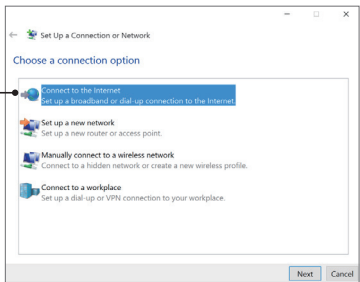 Set Up a Connection or Network
Choose a connection option
Connect to the Internet
Set up a broadband or dial-up connection to the Internet.
Set up a new network
Set up a new router or access point.
Manually connect to a wireless network
Connect to a hidden network or create a new wireless profile.
Connect to a workplace
Set up a dial-up or VPN connection to your workplace.
Next Cancel